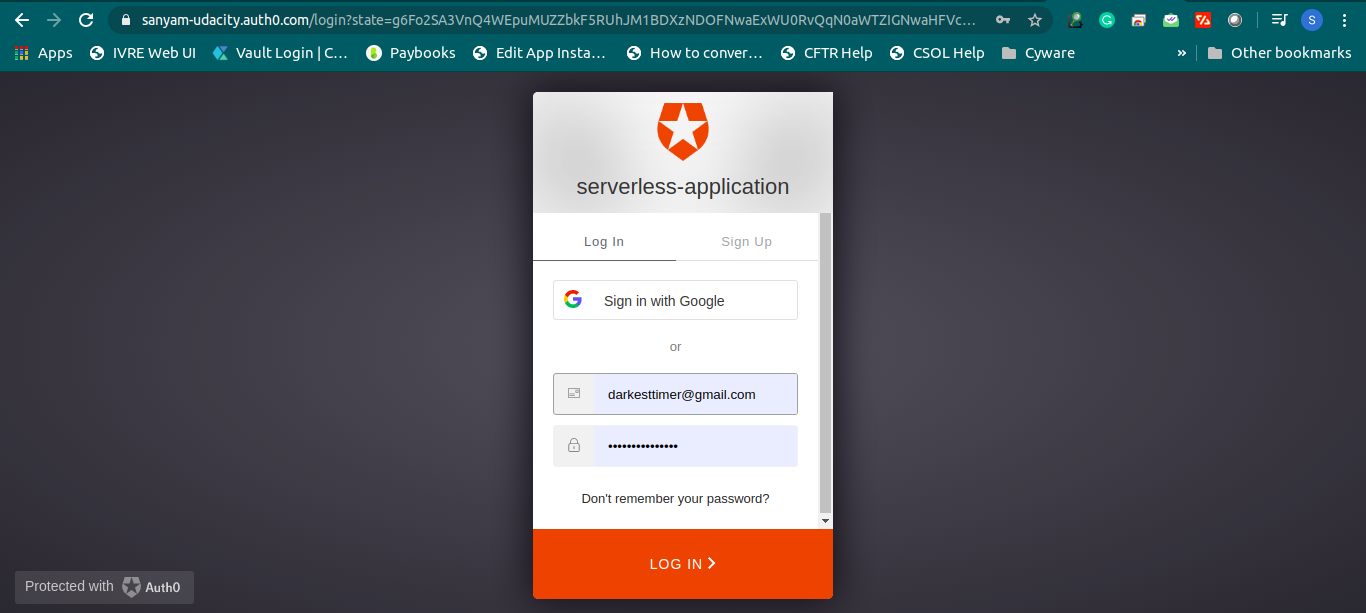 sanyam-udacity.auth0.com/login?state=g6Fo2SA3VnQ4WEpuMUZZbkF5RUhJM1BDXzNDOFNwaExWU0RvQqN0aWTZIGNwaHFVc...
S
Apps IVRE Web UI Vault Login | C... Paybooks Edit App Insta... How to conver... CFTR Help CSOL Help Cyware » Other bookmarks
serverless-application
Log In Sign Up
Sign in with Google
or
darkesttimer@gmail.com
•••••••••••••••
Don't remember your password?
LOG IN
Protected with Auth0